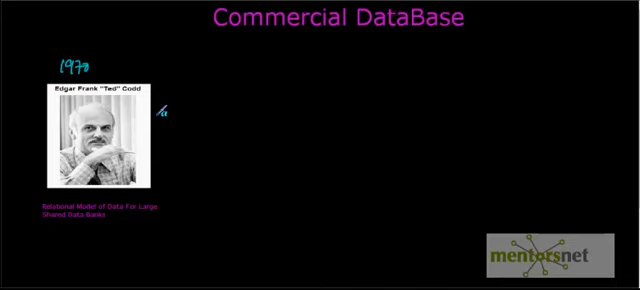 Commercial DataBase
1970
Edgar Frank "Ted" Codd
Relational Model of Data For Large
Shared Data Banks
mentorsnet